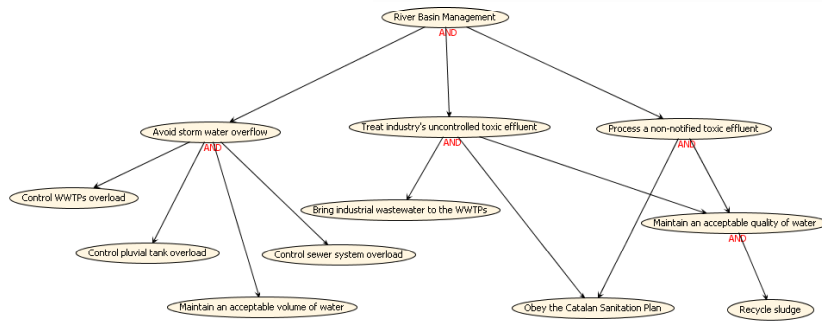 River Basin Management
AND
Avoid storm water overflow
AND
Treat industry's uncontrolled toxic effluent
AND
Process a non-notified toxic effluent
AND
Control WWTPs overload
Bring industrial wastewater to the WWTPs
Maintain an acceptable quality of water
AND
Control pluvial tank overload
Control sewer system overload
Maintain an acceptable volume of water
Obey the Catalan Sanitation Plan
Recycle sludge